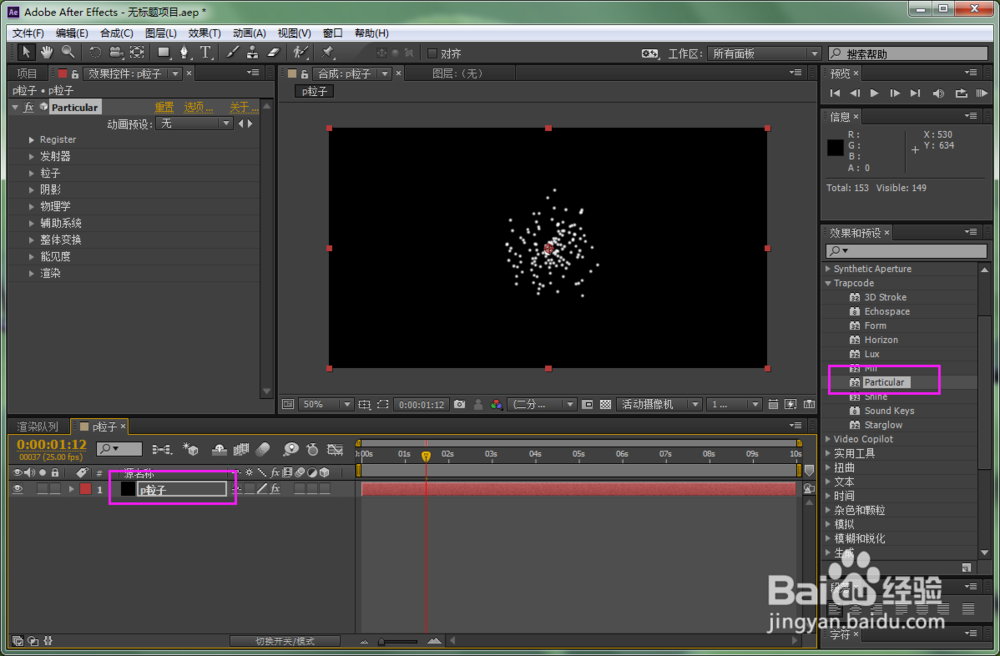 Adobe After Effects - 无标题项目.aep *
文件(F) 编辑(E) 合成(C) 图层(L) 效果(T) 动画(A) 视图(V) 窗口 帮助(H)
对齐 工作区: 所有面板 搜索帮助
项目 效果控件: p粒子 × 合成: p粒子 × 图层: (无) 预览 ×
p粒子 • p粒子 p粒子
fx Particular 重置 选项... 关于...
动画预设: 无
Register
发射器
粒子
阴影
物理学
辅助系统
整体变换
能见度
渲染
信息 ×
R: X: 530
G: Y: 634
B:
A: 0
Total: 153 Visible: 149
效果和预设 ×
Synthetic Aperture
Trapcode
3D Stroke
Echospace
Form
Horizon
Lux
Mir
Particular
Shine
Sound Keys
Starglow
Video Copilot
实用工具
扭曲
文本
时间
杂色和颗粒
模拟
模糊和锐化
生成
50% 0:00:01:12 (二分... 活动摄像机 1 ...
渲染队列 p粒子 ×
0:00:01:12
00037 (25.00 fps)
:00s 01s 02s 03s 04s 05s 06s 07s 08s 09s 10s
# 源名称 fx
1 p粒子 fx
切换开关/模式
段落
字符 ×
Baidu 经验
jingyan.baidu.com